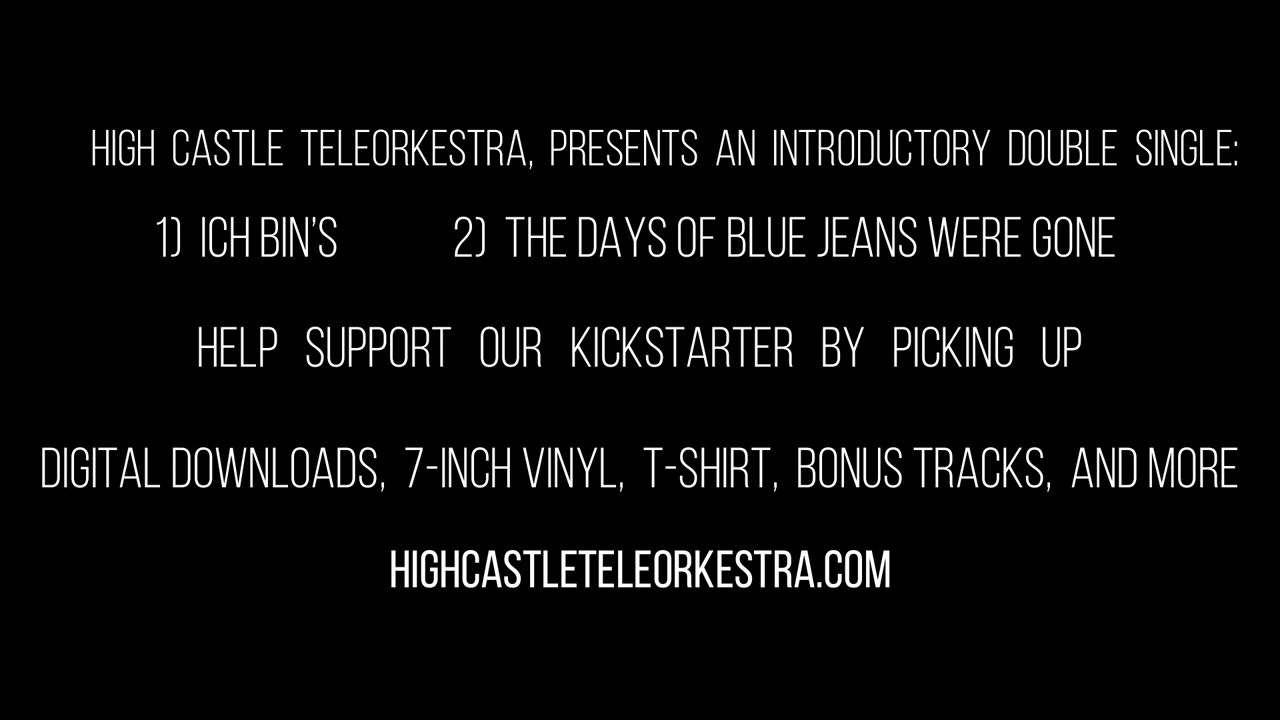 HIGH CASTLE TELEORKESTRA, PRESENTS AN INTRODUCTORY DOUBLE SINGLE:
1) ICH BIN'S 2) THE DAYS OF BLUE JEANS WERE GONE
HELP SUPPORT OUR KICKSTARTER BY PICKING UP
DIGITAL DOWNLOADS, 7-INCH VINYL, T-SHIRT, BONUS TRACKS, AND MORE
HIGHCASTLETELEORKESTRA.COM